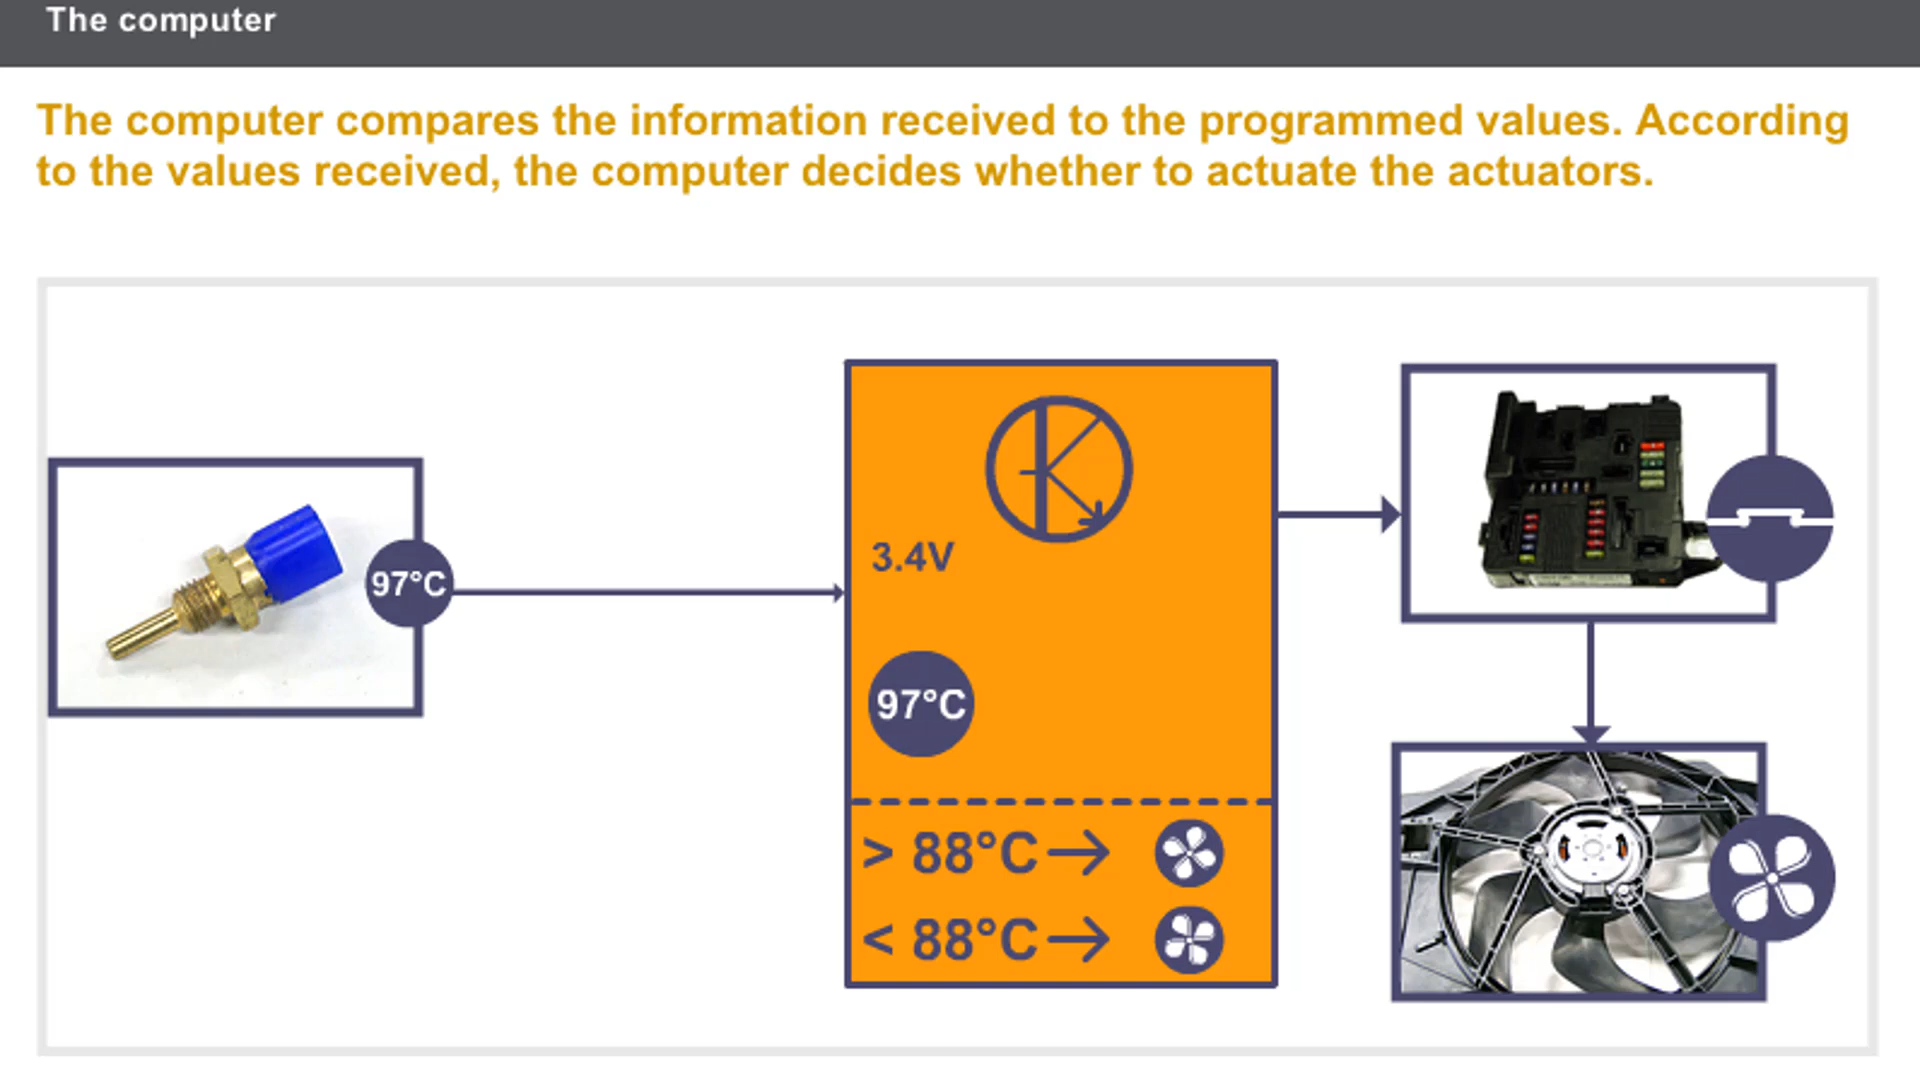 The computer
The computer compares the information received to the programmed values. According
to the values received, the computer decides whether to actuate the actuators.
97°C
3.4V
97°C
> 88°C→
< 88°C→